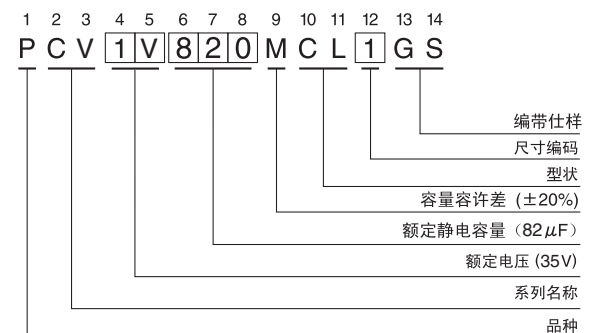 1 2 3 4 5 6 7 8 9 10 11 12 13 14
P C V 1 V 8 2 0 M C L 1 G S
编带仕样
尺寸编码
型状
容量容许差 (±20%)
额定静电容量（82μF）
额定电压 (35V)
系列名称
品种